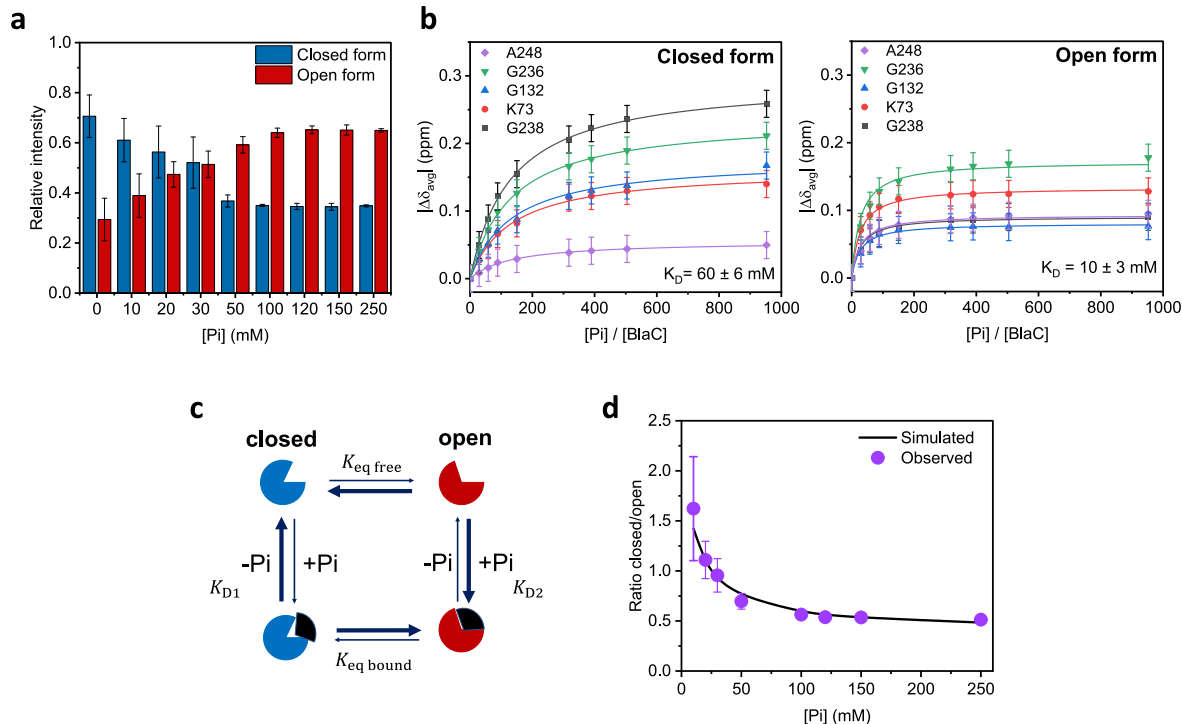 a
Closed form
Open form
1.0
0.8
0.6
0.4
0.2
0.0
Relative intensity
0 10 20 30 50 100 120 150 250
[Pi] (mM)
b
A248
G236
G132
K73
G238
Closed form
0.3
0.2
0.1
0.0
|Δδavg| (ppm)
K_D = 60 ± 6 mM
0 200 400 600 800 1000
[Pi] / [BlaC]
A248
G236
G132
K73
G238
Open form
0.3
0.2
0.1
0.0
|Δδavg| (ppm)
K_D = 10 ± 3 mM
0 200 400 600 800 1000
[Pi] / [BlaC]
c
closed open
K_eq free
-Pi +Pi -Pi +Pi
K_D1 K_D2
K_eq bound
d
Simulated
Observed
2.5
2.0
1.5
1.0
0.5
0.0
Ratio closed/open
0 50 100 150 200 250
[Pi] (mM)